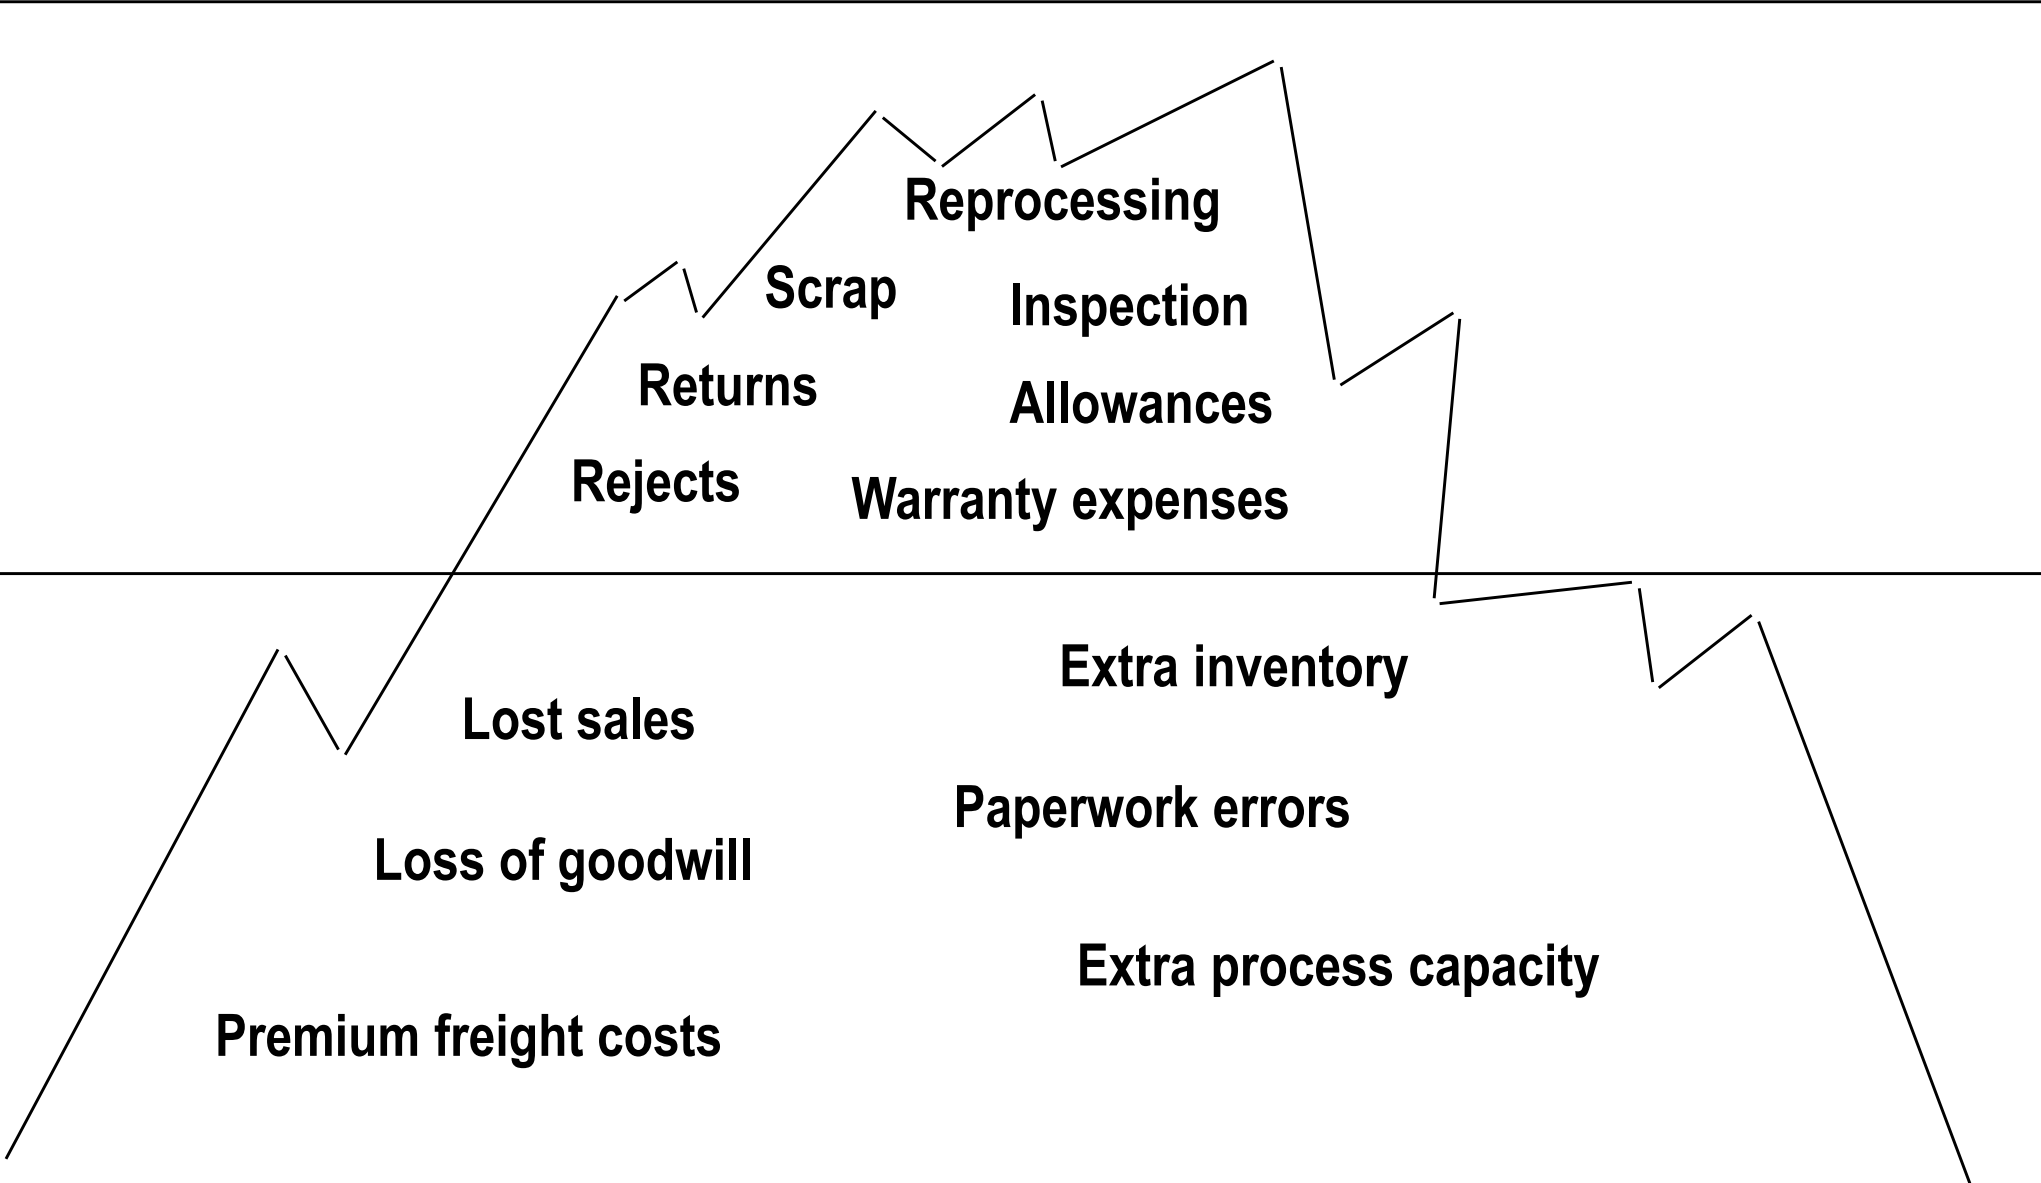 Reprocessing
Scrap
Inspection
Returns
Allowances
Rejects
Warranty expenses
Extra inventory
Lost sales
Paperwork errors
Loss of goodwill
Extra process capacity
Premium freight costs